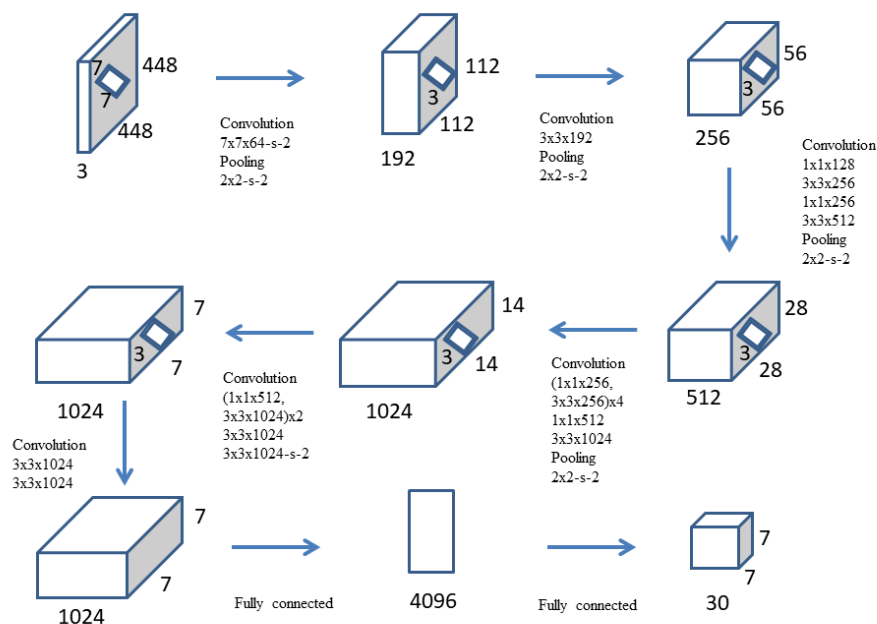 7
7
448
448
3
Convolution
7x7x64-s-2
Pooling
2x2-s-2
3
112
112
192
Convolution
3x3x192
Pooling
2x2-s-2
3
56
56
256
Convolution
1x1x128
3x3x256
1x1x256
3x3x512
Pooling
2x2-s-2
3
28
28
512
Convolution
(1x1x256,
3x3x256)x4
1x1x512
3x3x1024
Pooling
2x2-s-2
3
14
14
1024
Convolution
(1x1x512,
3x3x1024)x2
3x3x1024
3x3x1024-s-2
3
7
7
1024
Convolution
3x3x1024
3x3x1024
7
7
1024
Fully connected
4096
Fully connected
7
7
30